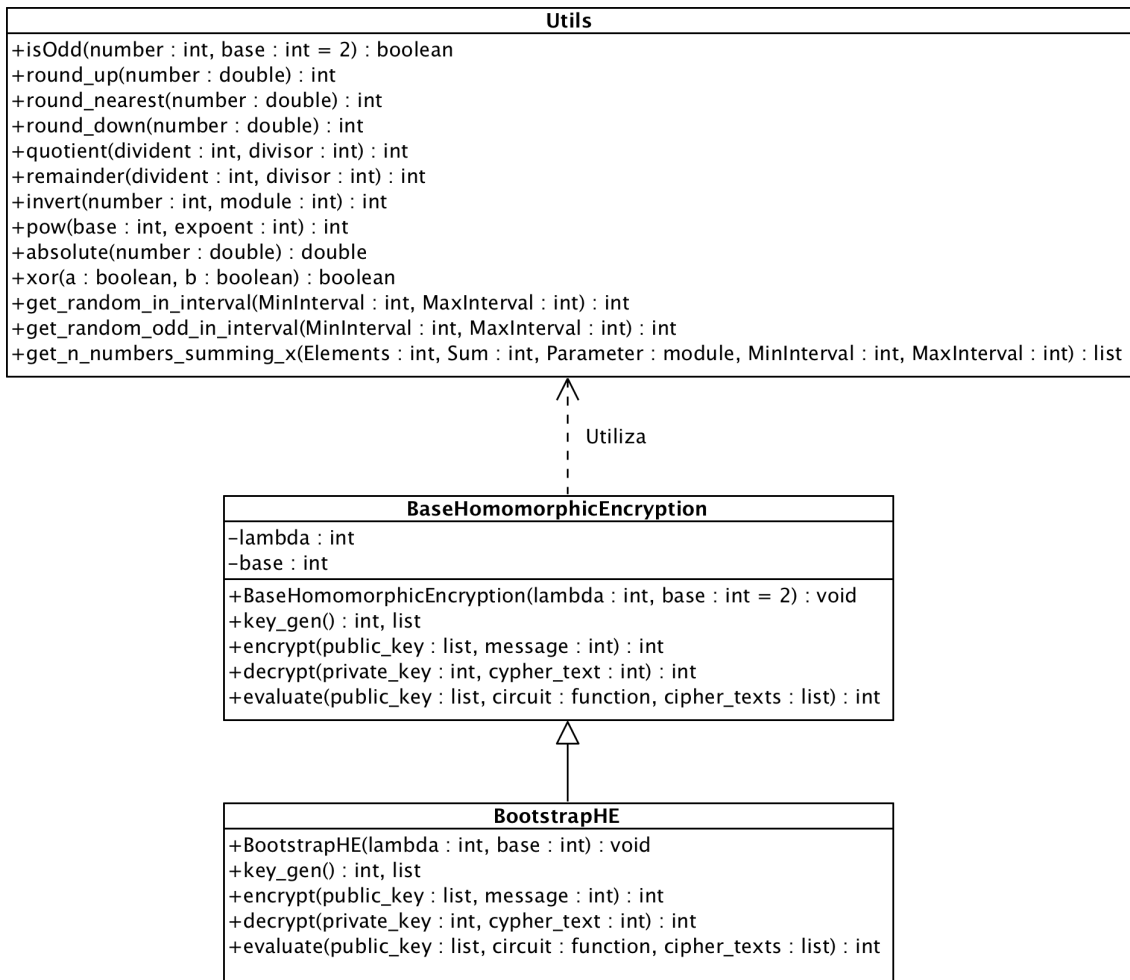 Utils
+isOdd(number : int, base : int = 2) : boolean
+round_up(number : double) : int
+round_nearest(number : double) : int
+round_down(number : double) : int
+quotient(divident : int, divisor : int) : int
+remainder(divident : int, divisor : int) : int
+invert(number : int, module : int) : int
+pow(base : int, expoent : int) : int
+absolute(number : double) : double
+xor(a : boolean, b : boolean) : boolean
+get_random_in_interval(MinInterval : int, MaxInterval : int) : int
+get_random_odd_in_interval(MinInterval : int, MaxInterval : int) : int
+get_n_numbers_summing_x(Elements : int, Sum : int, Parameter : module, MinInterval : int, MaxInterval : int) : list
Utiliza
BaseHomomorphicEncryption
-lambda : int
-base : int
+BaseHomomorphicEncryption(lambda : int, base : int = 2) : void
+key_gen() : int, list
+encrypt(public_key : list, message : int) : int
+decrypt(private_key : int, cypher_text : int) : int
+evaluate(public_key : list, circuit : function, cipher_texts : list) : int
BootstrapHE
+BootstrapHE(lambda : int, base : int) : void
+key_gen() : int, list
+encrypt(public_key : list, message : int) : int
+decrypt(private_key : int, cypher_text : int) : int
+evaluate(public_key : list, circuit : function, cipher_texts : list) : int